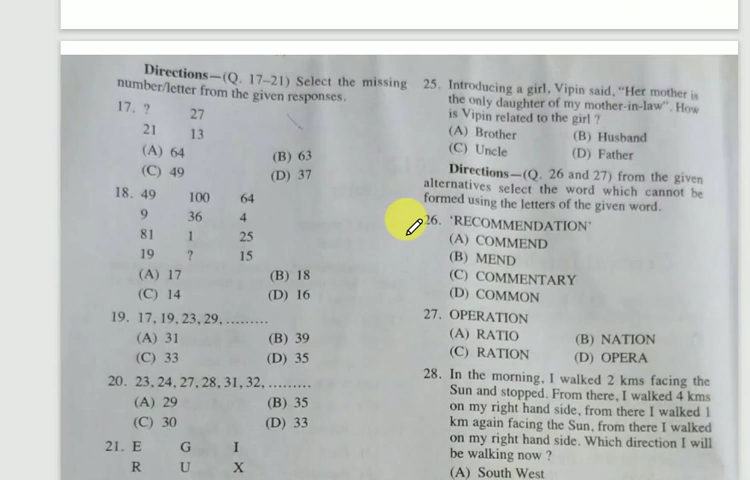 Directions—(Q. 17–21) Select the missing
number/letter from the given responses.
17. ? 27
21 13
(A) 64 (B) 63
(C) 49 (D) 37
18. 49 100 64
9 36 4
81 1 25
19 ? 15
(A) 17 (B) 18
(C) 14 (D) 16
19. 17, 19, 23, 29, .........
(A) 31 (B) 39
(C) 33 (D) 35
20. 23, 24, 27, 28, 31, 32, .........
(A) 29 (B) 35
(C) 30 (D) 33
21. E G I
R U X
25. Introducing a girl, Vipin said, “Her mother is
the only daughter of my mother-in-law”. How
is Vipin related to the girl ?
(A) Brother (B) Husband
(C) Uncle (D) Father
Directions—(Q. 26 and 27) from the given
alternatives select the word which cannot be
formed using the letters of the given word.
26. ‘RECOMMENDATION’
(A) COMMEND
(B) MEND
(C) COMMENTARY
(D) COMMON
27. OPERATION
(A) RATIO (B) NATION
(C) RATION (D) OPERA
28. In the morning, I walked 2 kms facing the
Sun and stopped. From there, I walked 4 kms
on my right hand side, from there I walked 1
km again facing the Sun, from there I walked
on my right hand side. Which direction I will
be walking now ?
(A) South West